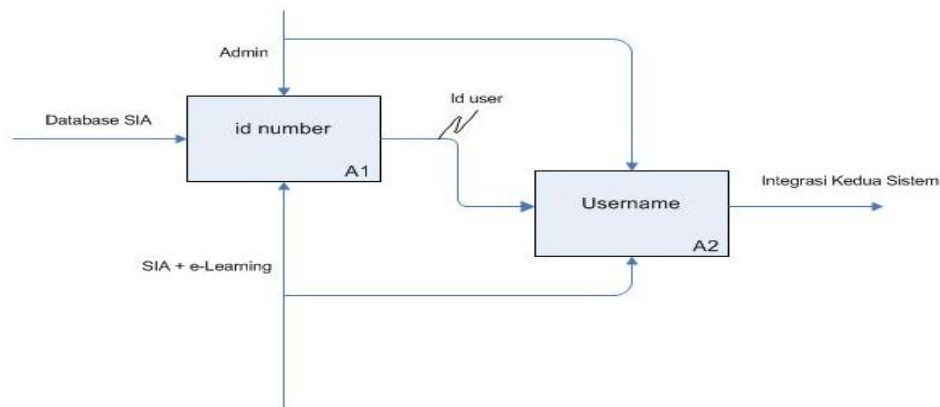 Admin
Database SIA
id number
A1
Id user
Username
A2
Integrasi Kedua Sistem
SIA + e-Learning